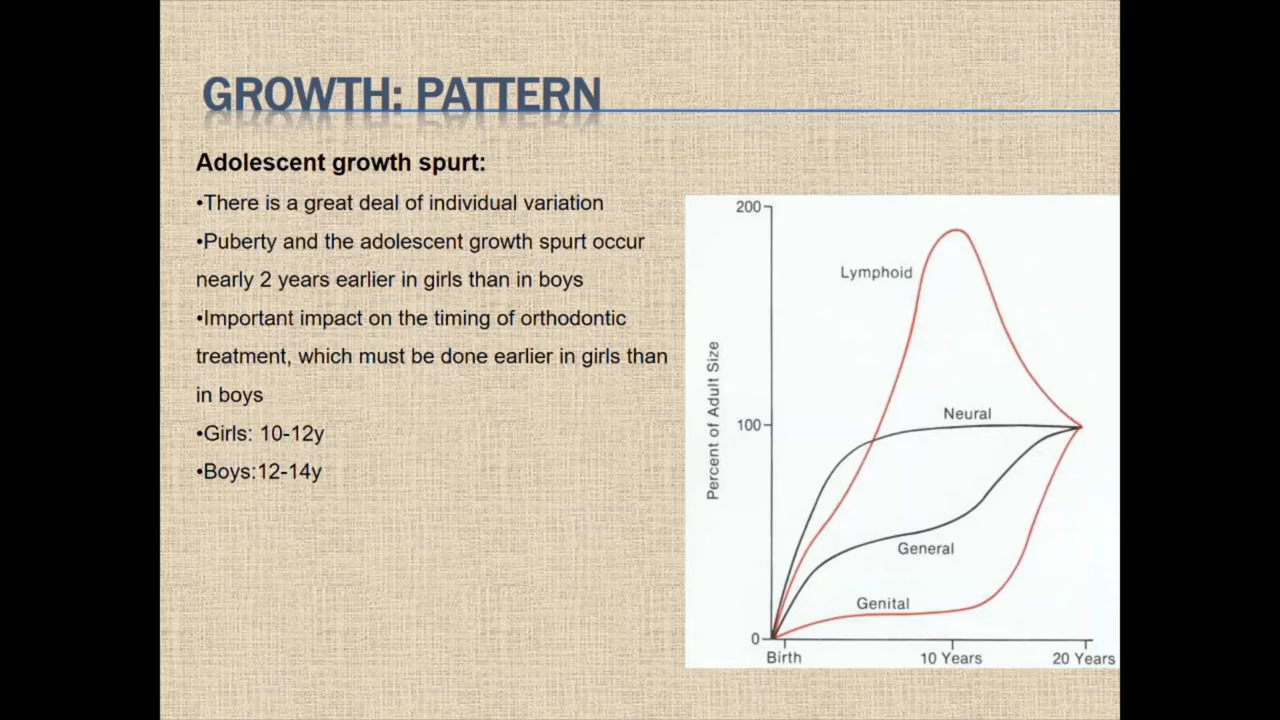 GROWTH: PATTERN
Adolescent growth spurt:
•There is a great deal of individual variation
•Puberty and the adolescent growth spurt occur
nearly 2 years earlier in girls than in boys
•Important impact on the timing of orthodontic
treatment, which must be done earlier in girls than
in boys
•Girls: 10-12y
•Boys:12-14y
200
Lymphoid
Percent of Adult Size
Neural
100
General
Genital
0
Birth
10 Years
20 Years